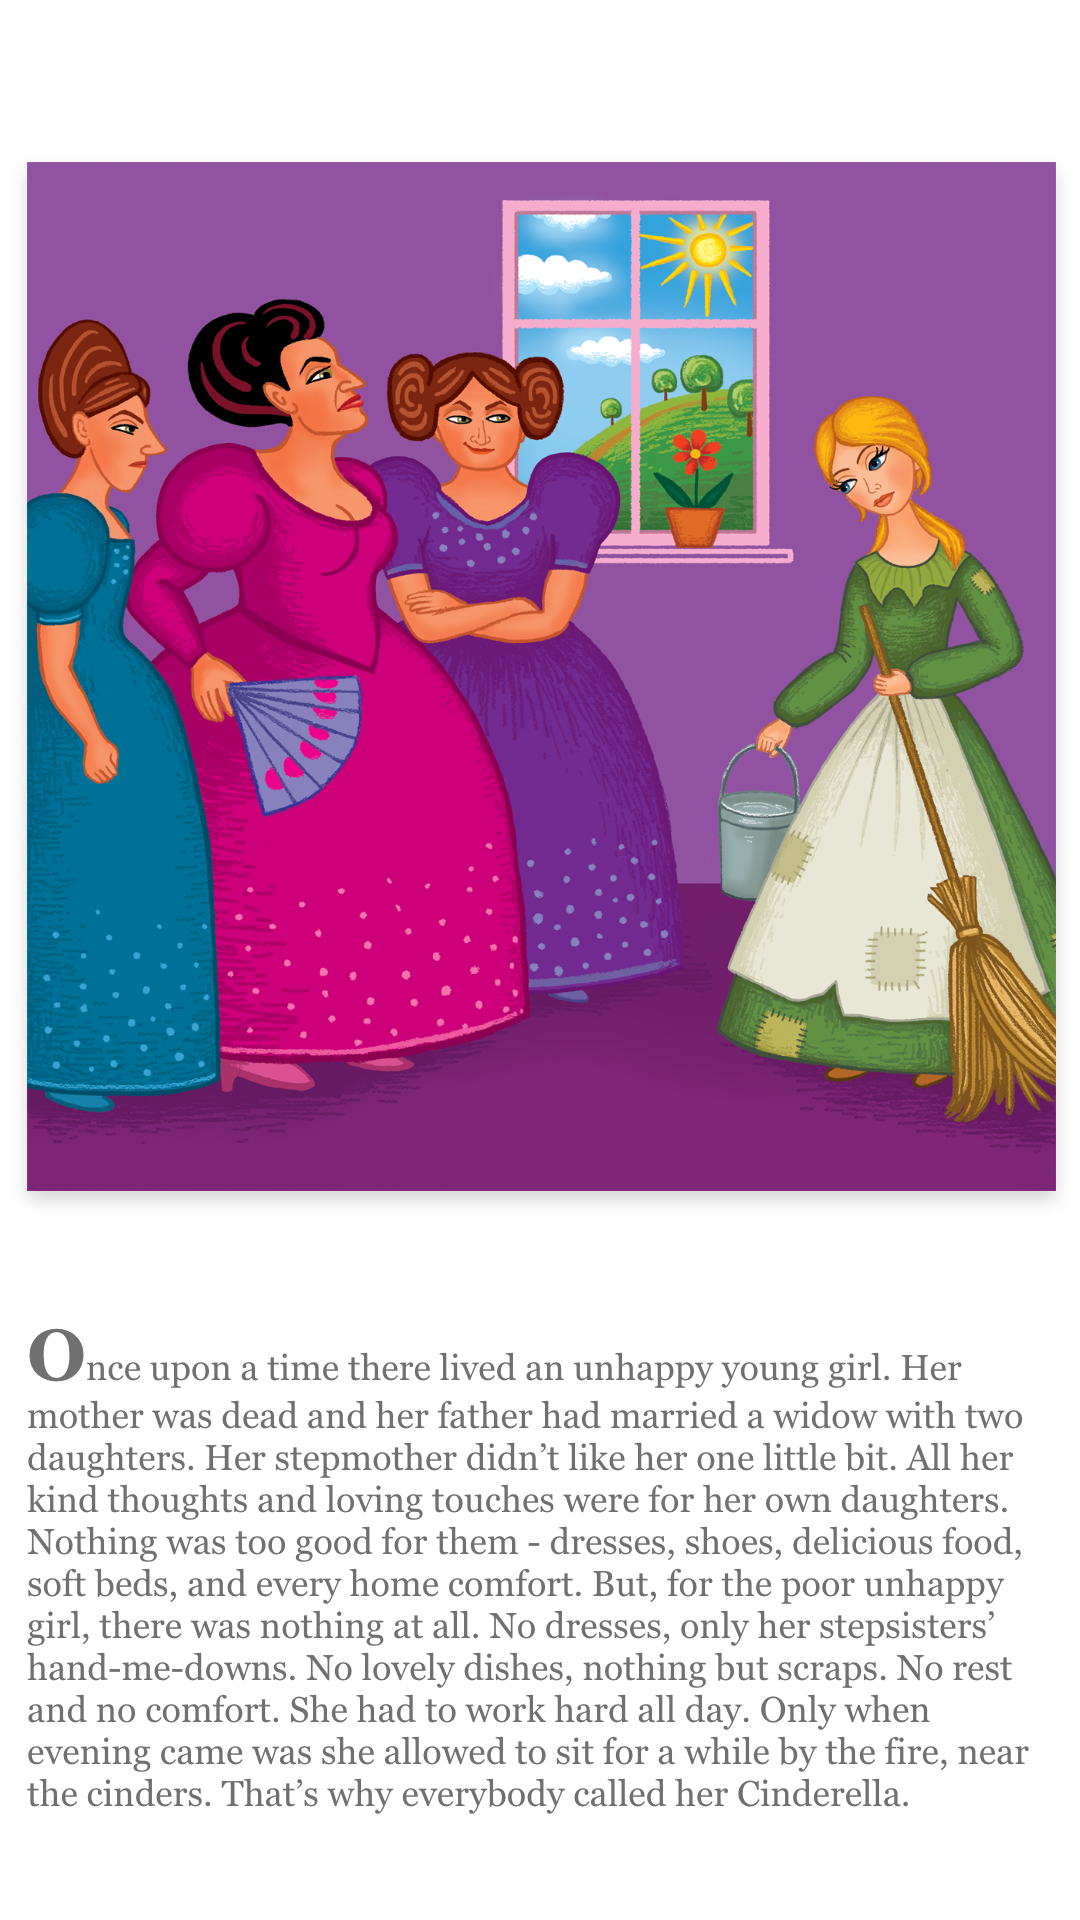 Once upon a time there lived an unhappy young girl. Her
mother was dead and her father had married a widow with two
daughters. Her stepmother didn’t like her one little bit. All her
kind thoughts and loving touches were for her own daughters.
Nothing was too good for them - dresses, shoes, delicious food,
soft beds, and every home comfort. But, for the poor unhappy
girl, there was nothing at all. No dresses, only her stepsisters’
hand-me-downs. No lovely dishes, nothing but scraps. No rest
and no comfort. She had to work hard all day. Only when
evening came was she allowed to sit for a while by the fire, near
the cinders. That’s why everybody called her Cinderella.